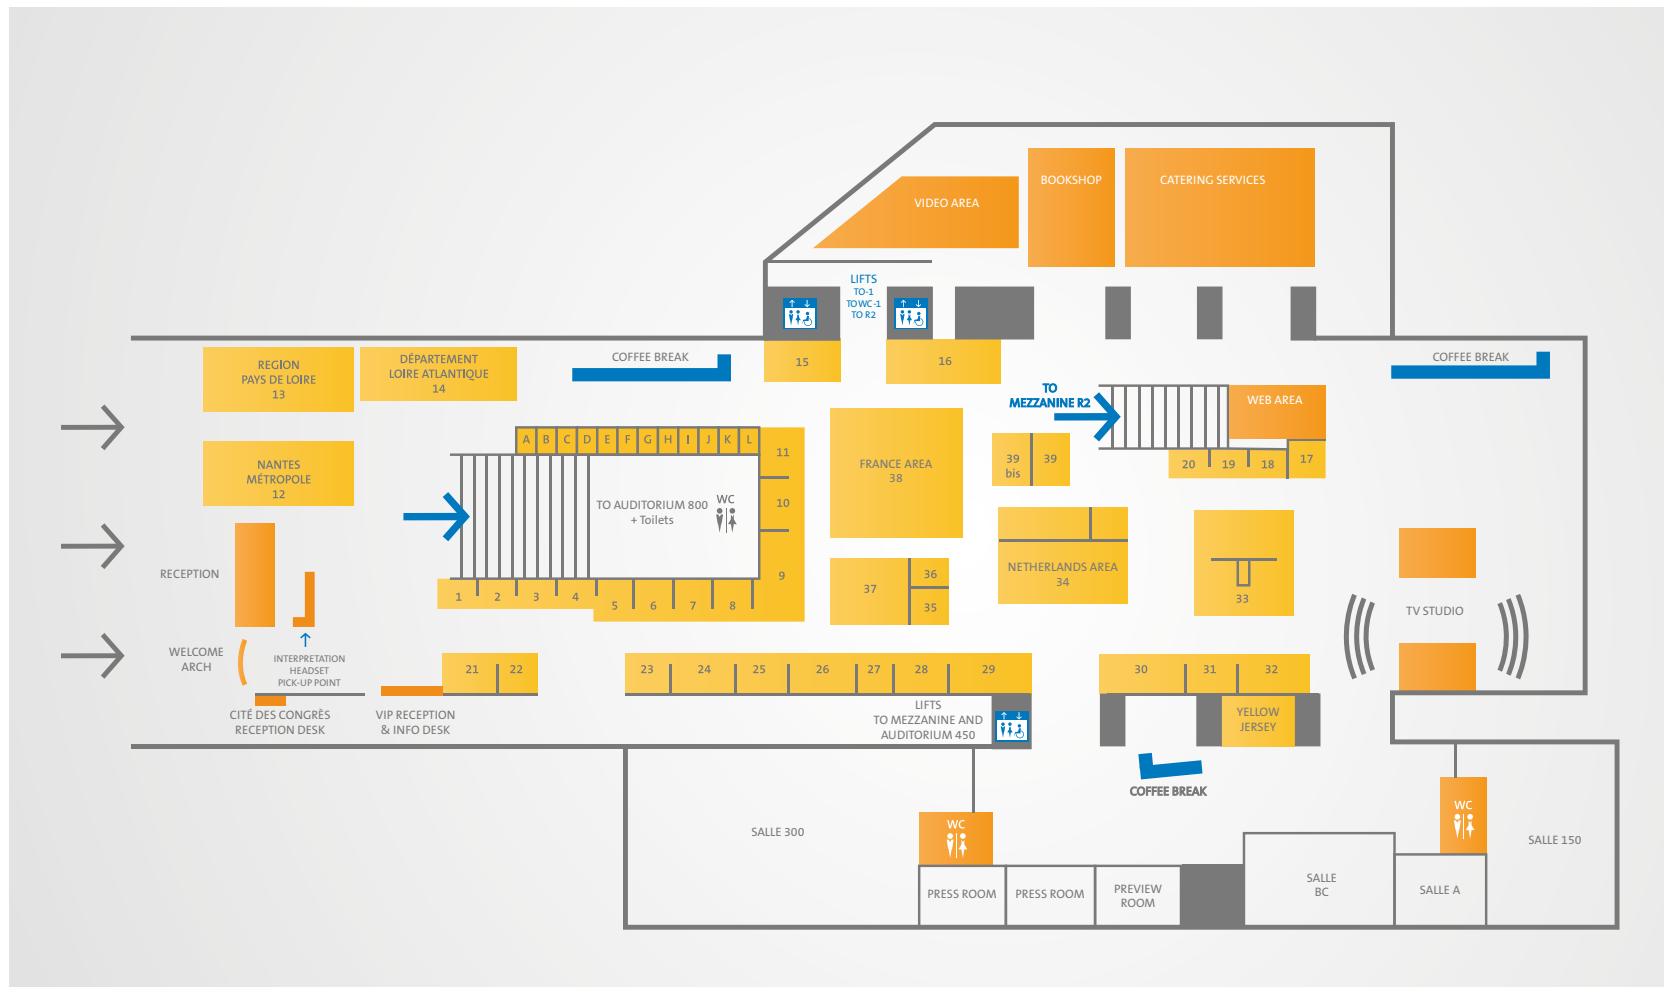 BOOKSHOP
CATERING SERVICES
VIDEO AREA
LIFTS
TO-1
TOWC-1
TO R2
REGION
PAYS DE LOIRE
13
DÉPARTEMENT
LOIRE ATLANTIQUE
14
COFFEE BREAK
15
16
COFFEE BREAK
TO
MEZZANINE R2
WEB AREA
A B C D E F G H I J K L
11
NANTES
MÉTROPOLE
12
TO AUDITORIUM 800
+ Toilets
WC
10
9
FRANCE AREA
38
39
bis
39
20
19
18
17
RECEPTION
1
2
3
4
5
6
7
8
37
36
35
NETHERLANDS AREA
34
33
TV STUDIO
WELCOME
ARCH
INTERPRETATION
HEADSET
PICK-UP POINT
21
22
23
24
25
26
27
28
29
30
31
32
CITÉ DES CONGRÈS
RECEPTION DESK
VIP RECEPTION
& INFO DESK
LIFTS
TO MEZZANINE AND
AUDITORIUM 450
YELLOW
JERSEY
COFFEE BREAK
SALLE 300
WC
WC
SALLE 150
PRESS ROOM
PRESS ROOM
PREVIEW
ROOM
SALLE
BC
SALLE A